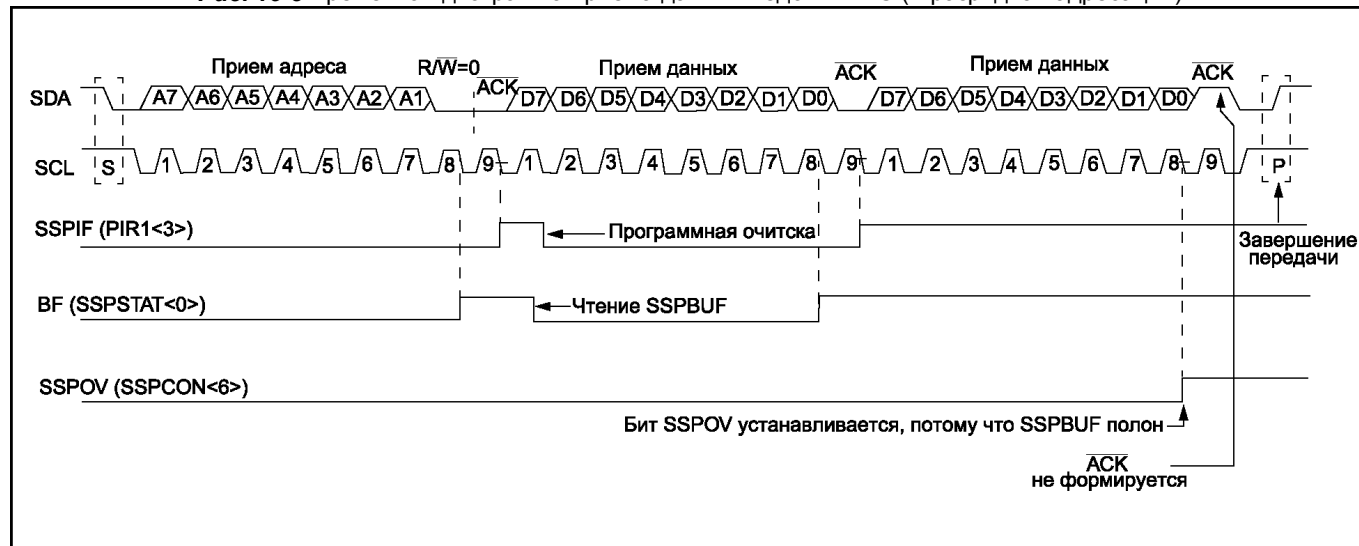 Прием адреса R/W=0 ACK Прием данных ACK Прием данных ACK
SDA A7 A6 A5 A4 A3 A2 A1 D7 D6 D5 D4 D3 D2 D1 D0 D7 D6 D5 D4 D3 D2 D1 D0
SCL S 1 2 3 4 5 6 7 8 9 1 2 3 4 5 6 7 8 9 1 2 3 4 5 6 7 8 9 P
SSPIF (PIR1<3>)
Программная очитска
Завершение
передачи
BF (SSPSTAT<0>)
Чтение SSPBUF
SSPOV (SSPCON<6>)
Бит SSPOV устанавливается, потому что SSPBUF полон
ACK
не формируется